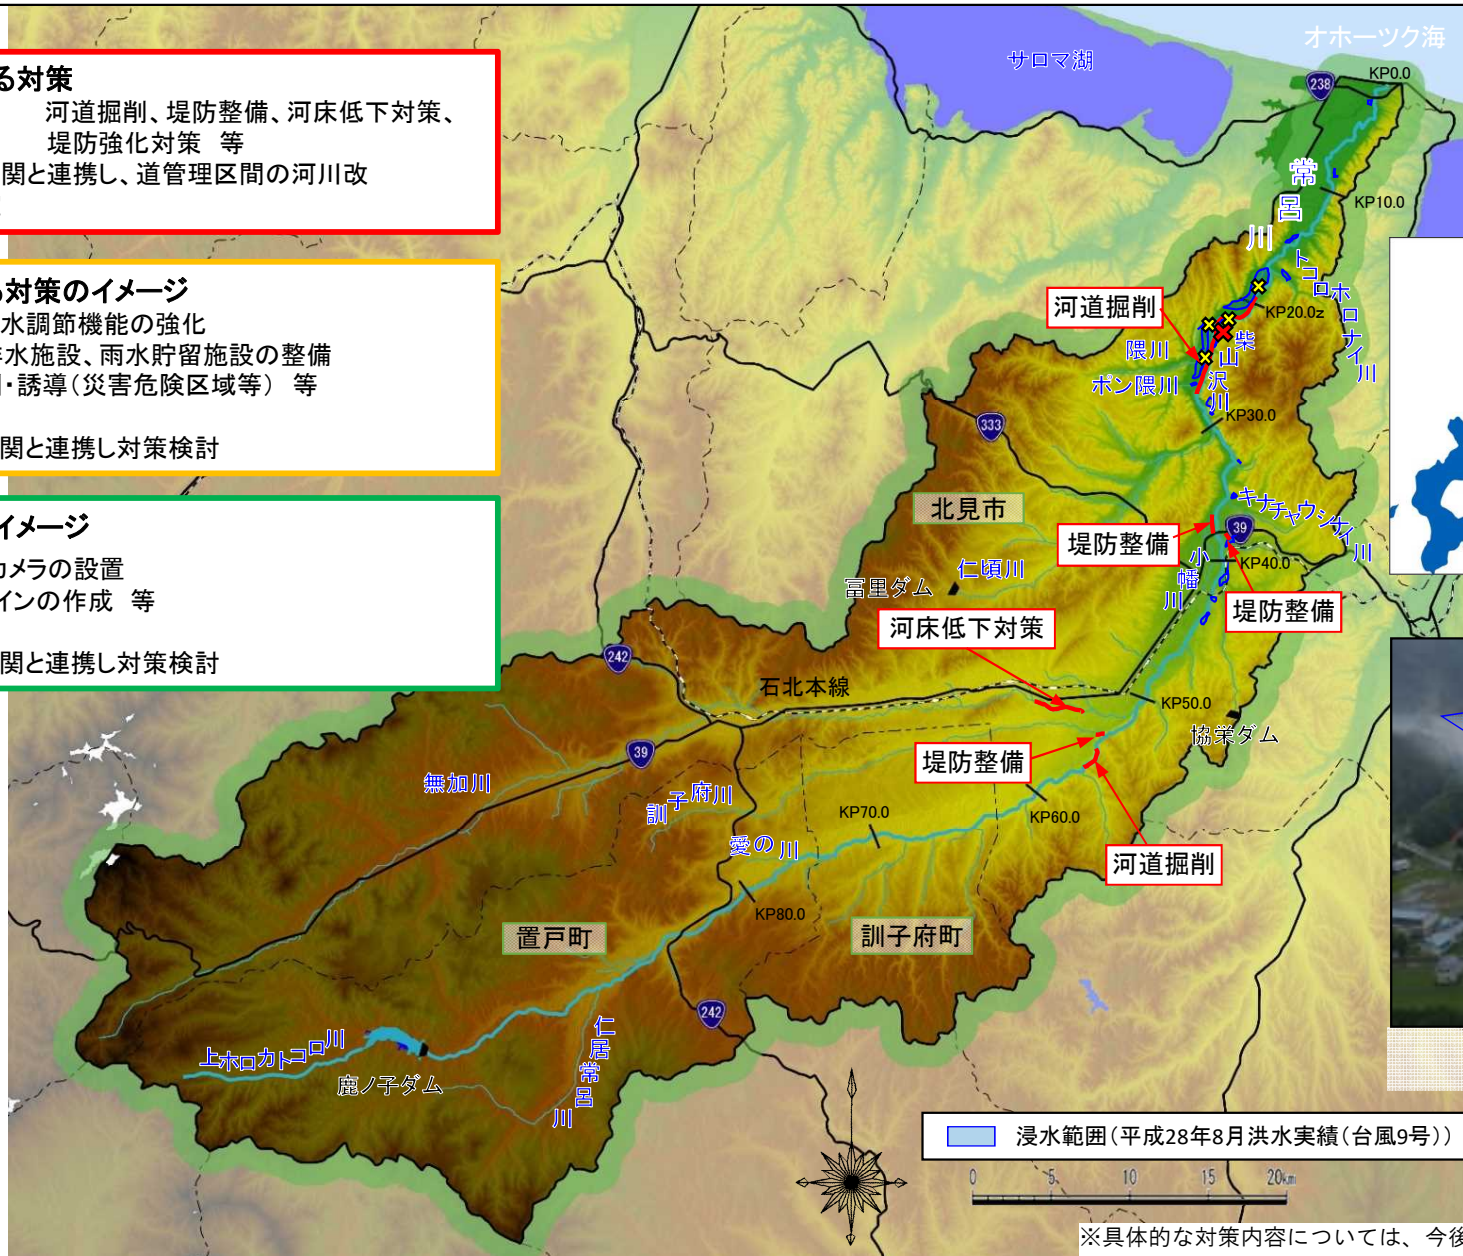 る対策
河道掘削、堤防整備、河床低下対策、
堤防強化対策 等
関と連携し、道管理区間の河川改
る対策のイメージ
水調節機能の強化
水施設、雨水貯留施設の整備
・誘導(災害危険区域等) 等
関と連携し対策検討
イメージ
カメラの設置
インの作成 等
関と連携し対策検討
オホーツク海
サロマ湖
238
KP0.0
常呂川
KP10.0
トコロホロナイ川
河道掘削
KP20.0z
隈川
柴山沢川
ポン隈川
KP30.0
333
北見市
キナチャウシナイ川
堤防整備
39
小幡川
KP40.0
仁頃川
富里ダム
堤防整備
河床低下対策
242
石北本線
KP50.0
協栄ダム
39
堤防整備
無加川
訓子府川
KP70.0
KP60.0
愛の川
河道掘削
KP80.0
置戸町
訓子府町
242
上ホロカトコロ川
仁居常呂川
鹿ノ子ダム
浸水範囲(平成28年8月洪水実績(台風9号))
0 5 10 15 20km
※具体的な対策内容については、今後